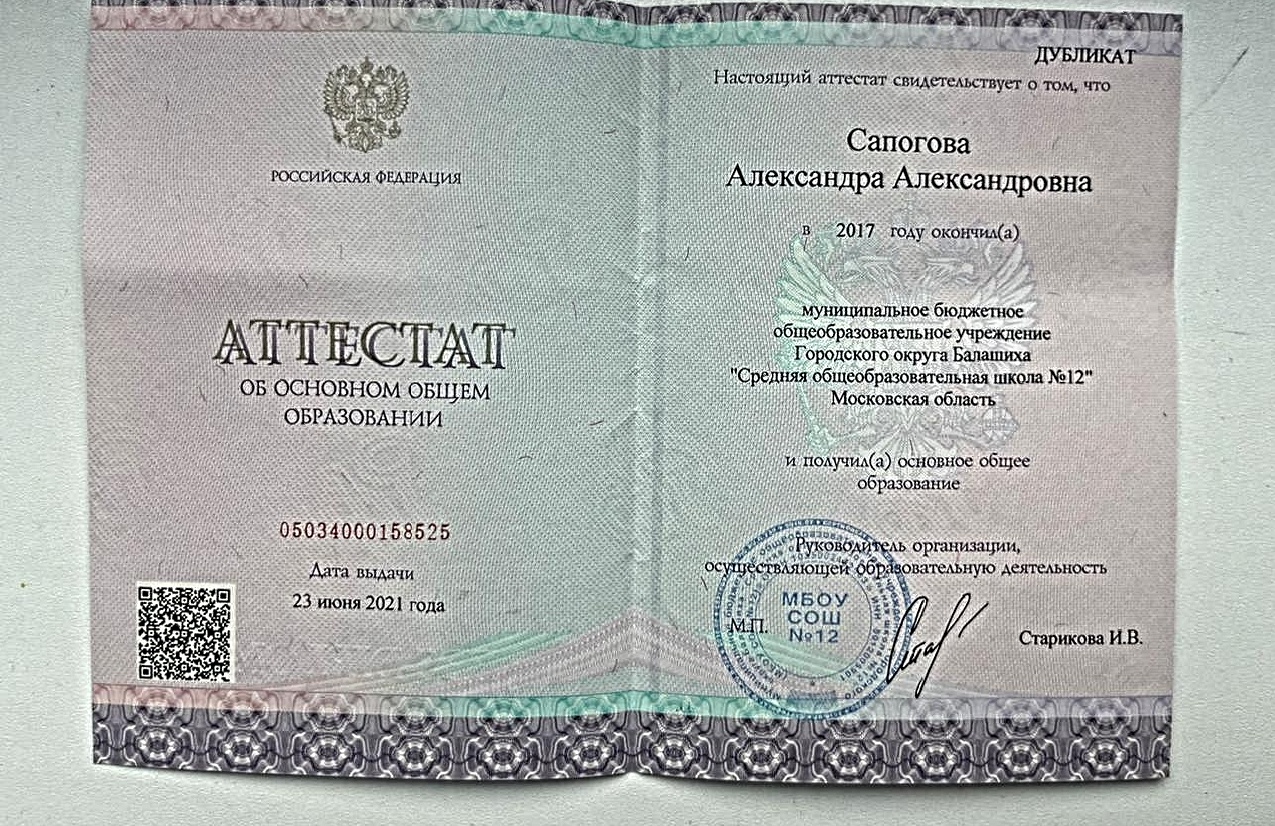 РОССИЙСКАЯ ФЕДЕРАЦИЯ
АТТЕСТАТ
ОБ ОСНОВНОМ ОБЩЕМ
ОБРАЗОВАНИИ
05034000158525
Дата выдачи
23 июня 2021 года
ДУБЛИКАТ
Настоящий аттестат свидетельствует о том, что
Сапогова
Александра Александровна
в 2017 году окончил(а)
муниципальное бюджетное
общеобразовательное учреждение
Городского округа Балашиха
"Средняя общеобразовательная школа №12"
Московская область
и получил(а) основное общее
образование
Руководитель организации,
осуществляющей образовательную деятельность
МБОУ
СОШ
№12
М.П.
Старикова И.В.